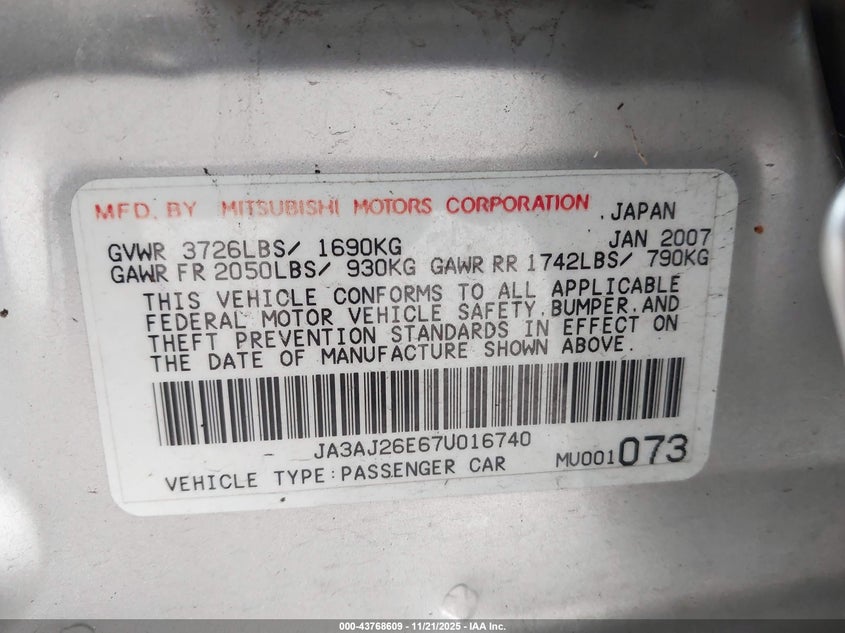 MFD. BY MITSUBISHI MOTORS CORPORATION , JAPAN
GVWR 3726LBS/ 1690KG JAN 2007
GAWR FR 2050LBS/ 930KG GAWR RR 1742LBS/ 790KG
THIS VEHICLE CONFORMS TO ALL APPLICABLE
FEDERAL MOTOR VEHICLE SAFETY, BUMPER, AND
THEFT PREVENTION STANDARDS IN EFFECT ON
THE DATE OF MANUFACTURE SHOWN ABOVE.
JA3AJ26E67U016740
VEHICLE TYPE : PASSENGER CAR MU001 073
000-43768609 - 11/21/2025 - IAA Inc.